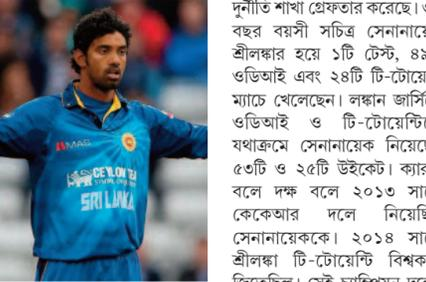 MAS
CEYLON TEA
SRI LANKA
দুর্নীতি শাখা গ্রেফতার করেছে।
বছর বয়সী সচিত্র সেনানায়ে
শ্রীলঙ্কার হয়ে ১টি টেস্ট, ৪৯
ওডিআই এবং ২৪টি টি-টোয়ে
ম্যাচে খেলেছেন। লঙ্কান জার্সি
ওডিআই ও টি-টোয়েন্টি
যথাক্রমে সেনানায়েক নিয়েছে
৫৩টি ও ২৫টি উইকেট। ক্যার
বলে দক্ষ বলে ২০১৩ সা
কেকেআর দলে নিয়েছি
সেনানায়েককে। ২০১৪ সা
শ্রীলঙ্কা টি-টোয়েন্টি বিশ্বক